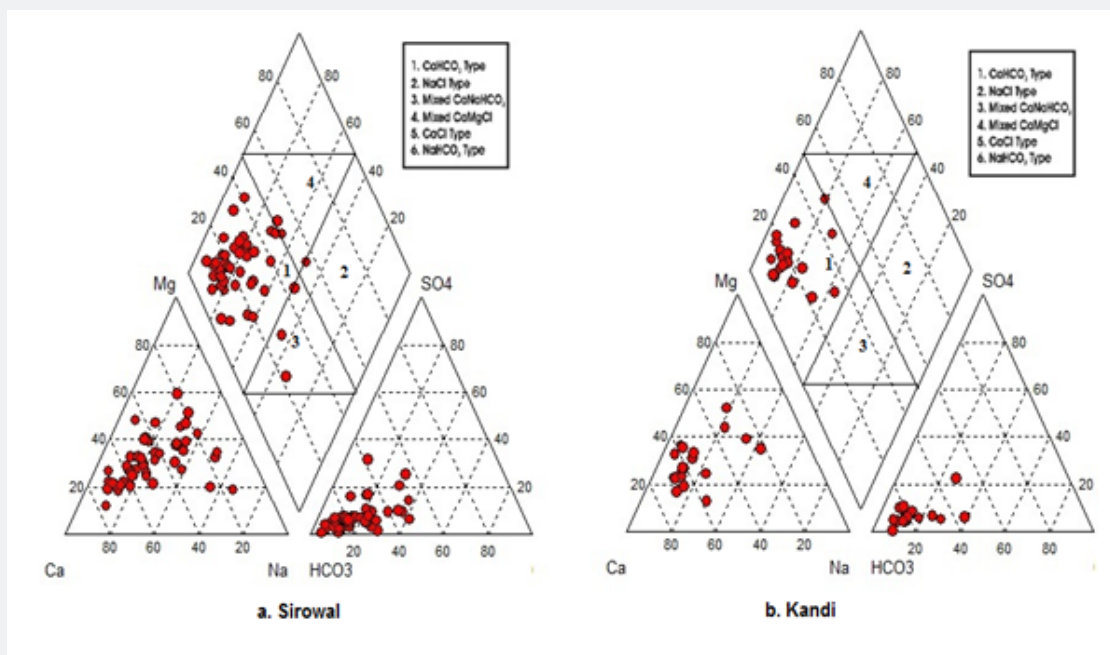 1. CaHCO₃ Type
2. NaCl Type
3. Mixed CaNaHCO₃
4. Mixed CaMgCl
5. CaCl Type
6. NaHCO₃ Type
80 80
60 60
40 40
20 4 20
1 2
Mg SO4
3
80 80
60 60
40 40
20 20
80 60 40 20 20 40 60 80
Ca Na HCO3
a. Sirowal
1. CaHCO₃ Type
2. NaCl Type
3. Mixed CaNaHCO₃
4. Mixed CaMgCl
5. CaCl Type
6. NaHCO₃ Type
80 80
60 60
40 40
20 4 20
1 2
Mg SO4
3
80 80
60 60
40 40
20 20
80 60 40 20 20 40 60 80
Ca Na HCO3
b. Kandi